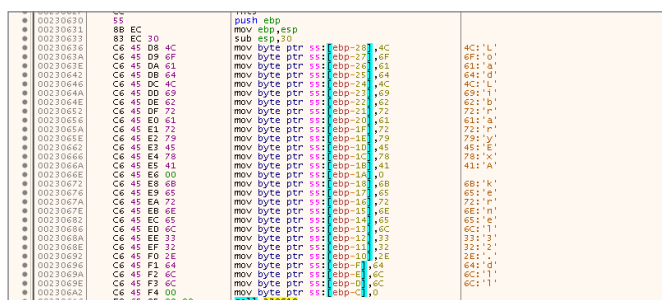 00230630 55 push ebp
00230631 8B EC mov ebp,esp
00230633 83 EC 30 sub esp,30
00230636 C6 45 D8 4C mov byte ptr ss:[ebp-28],4C 4C:'L'
0023063A C6 45 D9 6F mov byte ptr ss:[ebp-27],6F 6F:'o'
0023063E C6 45 DA 61 mov byte ptr ss:[ebp-26],61 61:'a'
00230642 C6 45 DB 64 mov byte ptr ss:[ebp-25],64 64:'d'
00230646 C6 45 DC 4C mov byte ptr ss:[ebp-24],4C 4C:'L'
0023064A C6 45 DD 69 mov byte ptr ss:[ebp-23],69 69:'i'
0023064E C6 45 DE 62 mov byte ptr ss:[ebp-22],62 62:'b'
00230652 C6 45 DF 72 mov byte ptr ss:[ebp-21],72 72:'r'
00230656 C6 45 E0 61 mov byte ptr ss:[ebp-20],61 61:'a'
0023065A C6 45 E1 72 mov byte ptr ss:[ebp-1F],72 72:'r'
0023065E C6 45 E2 79 mov byte ptr ss:[ebp-1E],79 79:'y'
00230662 C6 45 E3 45 mov byte ptr ss:[ebp-1D],45 45:'E'
00230666 C6 45 E4 78 mov byte ptr ss:[ebp-1C],78 78:'x'
0023066A C6 45 E5 41 mov byte ptr ss:[ebp-1B],41 41:'A'
0023066E C6 45 E6 00 mov byte ptr ss:[ebp-1A],0
00230672 C6 45 E8 6B mov byte ptr ss:[ebp-18],6B 6B:'k'
00230676 C6 45 E9 65 mov byte ptr ss:[ebp-17],65 65:'e'
0023067A C6 45 EA 72 mov byte ptr ss:[ebp-16],72 72:'r'
0023067E C6 45 EB 6E mov byte ptr ss:[ebp-15],6E 6E:'n'
00230682 C6 45 EC 65 mov byte ptr ss:[ebp-14],65 65:'e'
00230686 C6 45 ED 6C mov byte ptr ss:[ebp-13],6C 6C:'l'
0023068A C6 45 EE 33 mov byte ptr ss:[ebp-12],33 33:'3'
0023068E C6 45 EF 32 mov byte ptr ss:[ebp-11],32 32:'2'
00230692 C6 45 F0 2E mov byte ptr ss:[ebp-10],2E 2E:'.'
00230696 C6 45 F1 64 mov byte ptr ss:[ebp-F],64 64:'d'
0023069A C6 45 F2 6C mov byte ptr ss:[ebp-E],6C 6C:'l'
0023069E C6 45 F3 6C mov byte ptr ss:[ebp-D],6C 6C:'l'
002306A2 C6 45 F4 00 mov byte ptr ss:[ebp-C],0